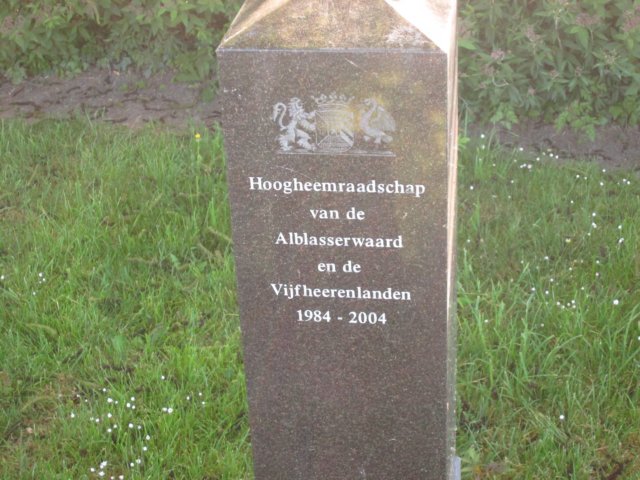 Hoogheemraadschap
van de
Alblasserwaard
en de
Vijfheerenlanden
1984 - 2004